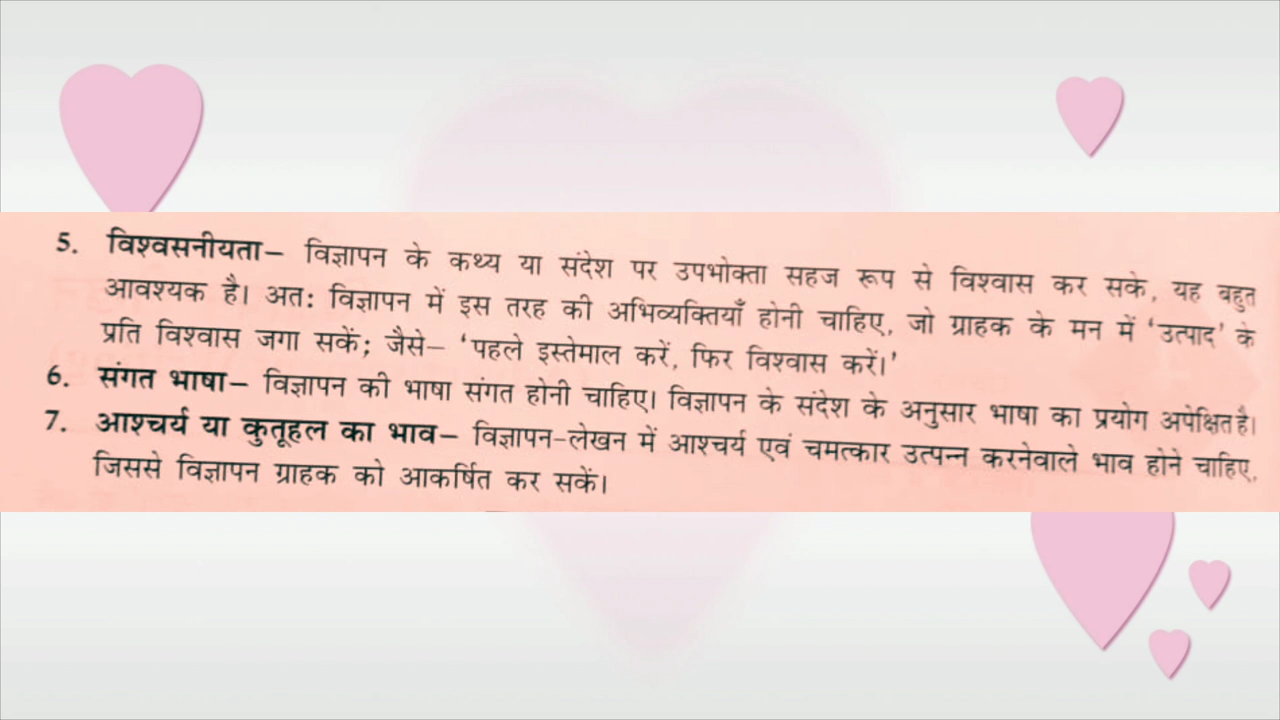 5. विश्वसनीयता– विज्ञापन के कथ्य या संदेश पर उपभोक्ता सहज रूप से विश्वास कर सके, यह बहुत
आवश्यक है। अतः विज्ञापन में इस तरह की अभिव्यक्तियाँ होनी चाहिए, जो ग्राहक के मन में ‘उत्पाद’ के
प्रति विश्वास जगा सकें; जैसे– ‘पहले इस्तेमाल करें, फिर विश्वास करें।’
6. संगत भाषा– विज्ञापन की भाषा संगत होनी चाहिए। विज्ञापन के संदेश के अनुसार भाषा का प्रयोग अपेक्षित है।
7. आश्चर्य या कुतूहल का भाव– विज्ञापन-लेखन में आश्चर्य एवं चमत्कार उत्पन्न करनेवाले भाव होने चाहिए,
जिससे विज्ञापन ग्राहक को आकर्षित कर सकें।